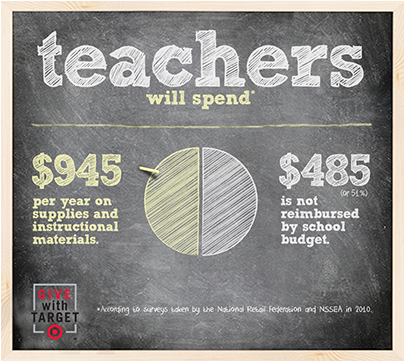 teachers
will spend*
$945
per year on
supplies and
instructional
materials.
$485
(or 51%)
is not
reimbursed
by school
budget.
GIVE
with
TARGET
*According to surveys taken by the National Retail Federation and NSSEA in 2010.